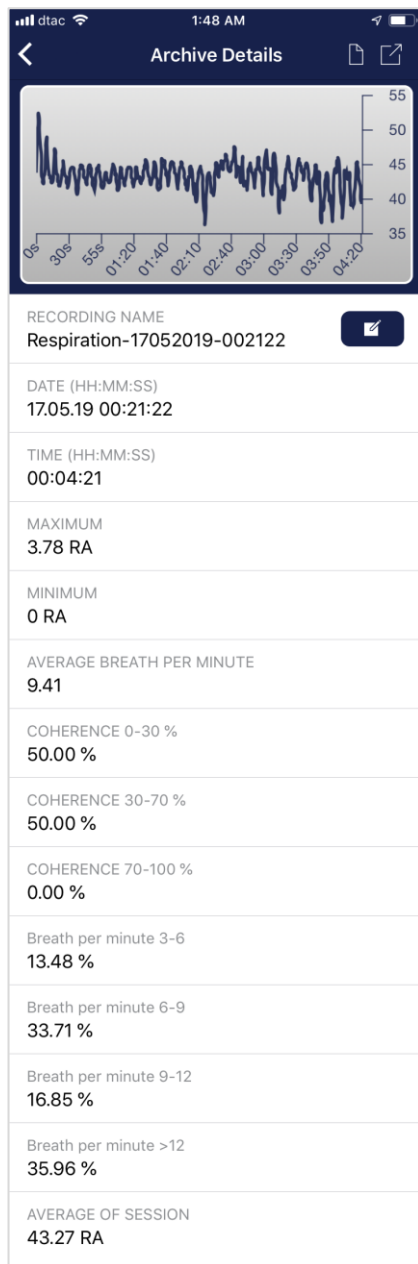 dtac
1:48 AM
Archive Details
55
50
45
40
35
0s
30s
55s
01:20
01:40
02:10
02:40
03:00
03:30
03:50
04:20
RECORDING NAME
Respiration-17052019-002122
DATE (HH:MM:SS)
17.05.19 00:21:22
TIME (HH:MM:SS)
00:04:21
MAXIMUM
3.78 RA
MINIMUM
0 RA
AVERAGE BREATH PER MINUTE
9.41
COHERENCE 0-30 %
50.00 %
COHERENCE 30-70 %
50.00 %
COHERENCE 70-100 %
0.00 %
Breath per minute 3-6
13.48 %
Breath per minute 6-9
33.71 %
Breath per minute 9-12
16.85 %
Breath per minute >12
35.96 %
AVERAGE OF SESSION
43.27 RA